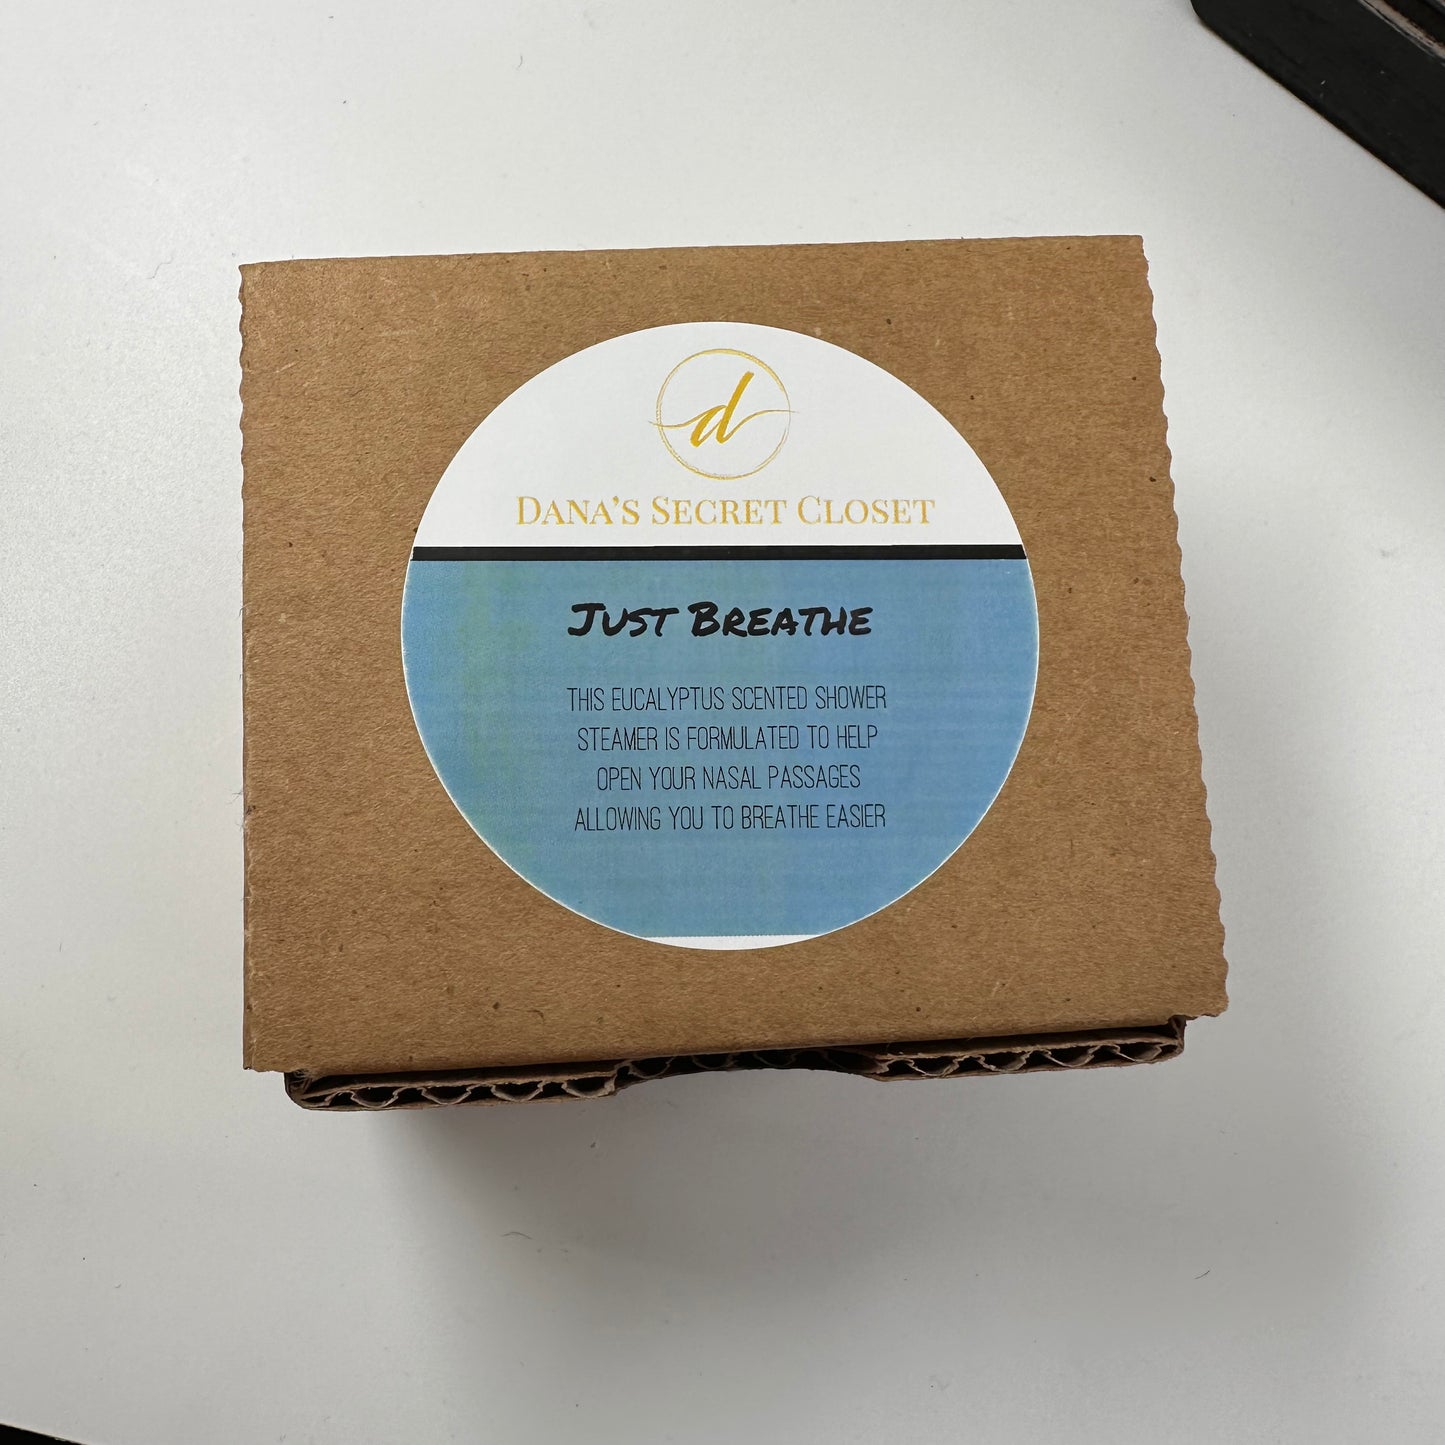 d
DANA'S SECRET CLOSET
JUST BREATHE
THIS EUCALYPTUS SCENTED SHOWER
STEAMER IS FORMULATED TO HELP
OPEN YOUR NASAL PASSAGES
ALLOWING YOU TO BREATHE EASIER